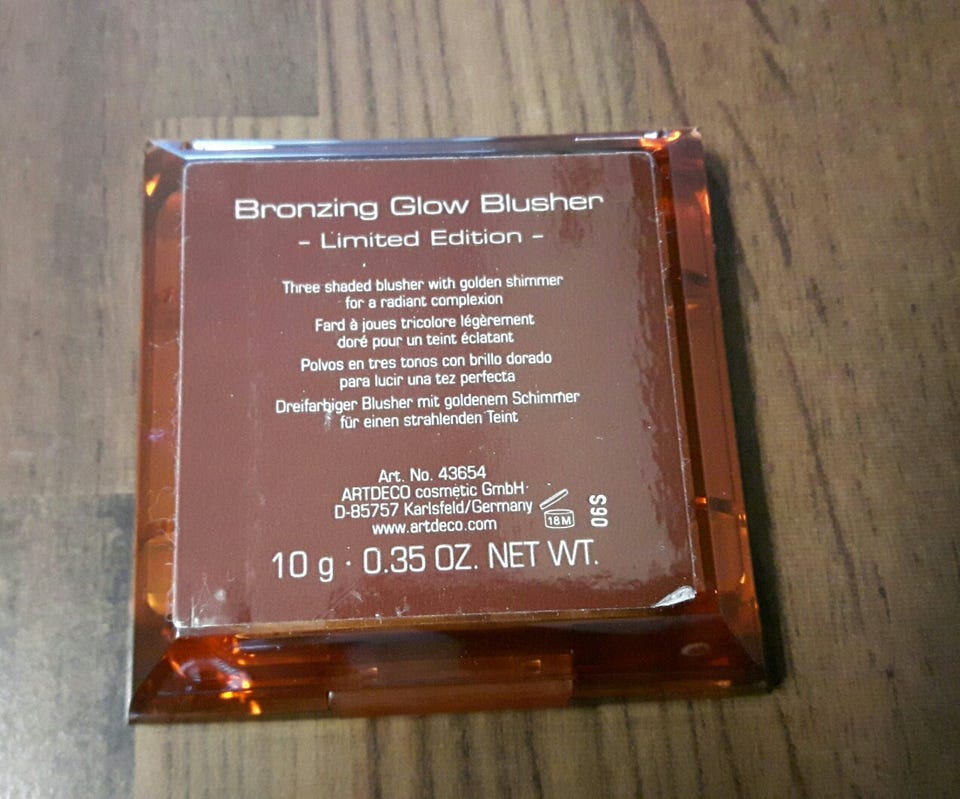 Bronzing Glow Blusher
- Limited Edition -
Three shaded blusher with golden shimmer
for a radiant complexion
Fard à joues tricolore légèrement
doré pour un teint éclatant
Polvos en tres tonos con brillo dorado
para lucir una tez perfecta
Dreifarbiger Blusher mit goldenem Schimmer
für einen strahlenden Teint
Art. No. 43654
ARTDECO cosmetic GmbH
D-85757 Karlsfeld/Germany
www.artdeco.com
18M
06S
10 g · 0.35 OZ. NET WT.